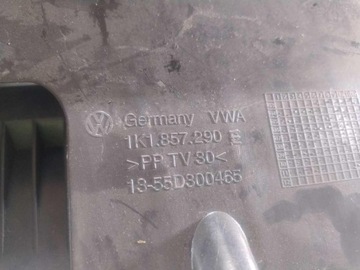 Germany VWA
1K1.857.290 E
>PP TV 30<
13-55D300465